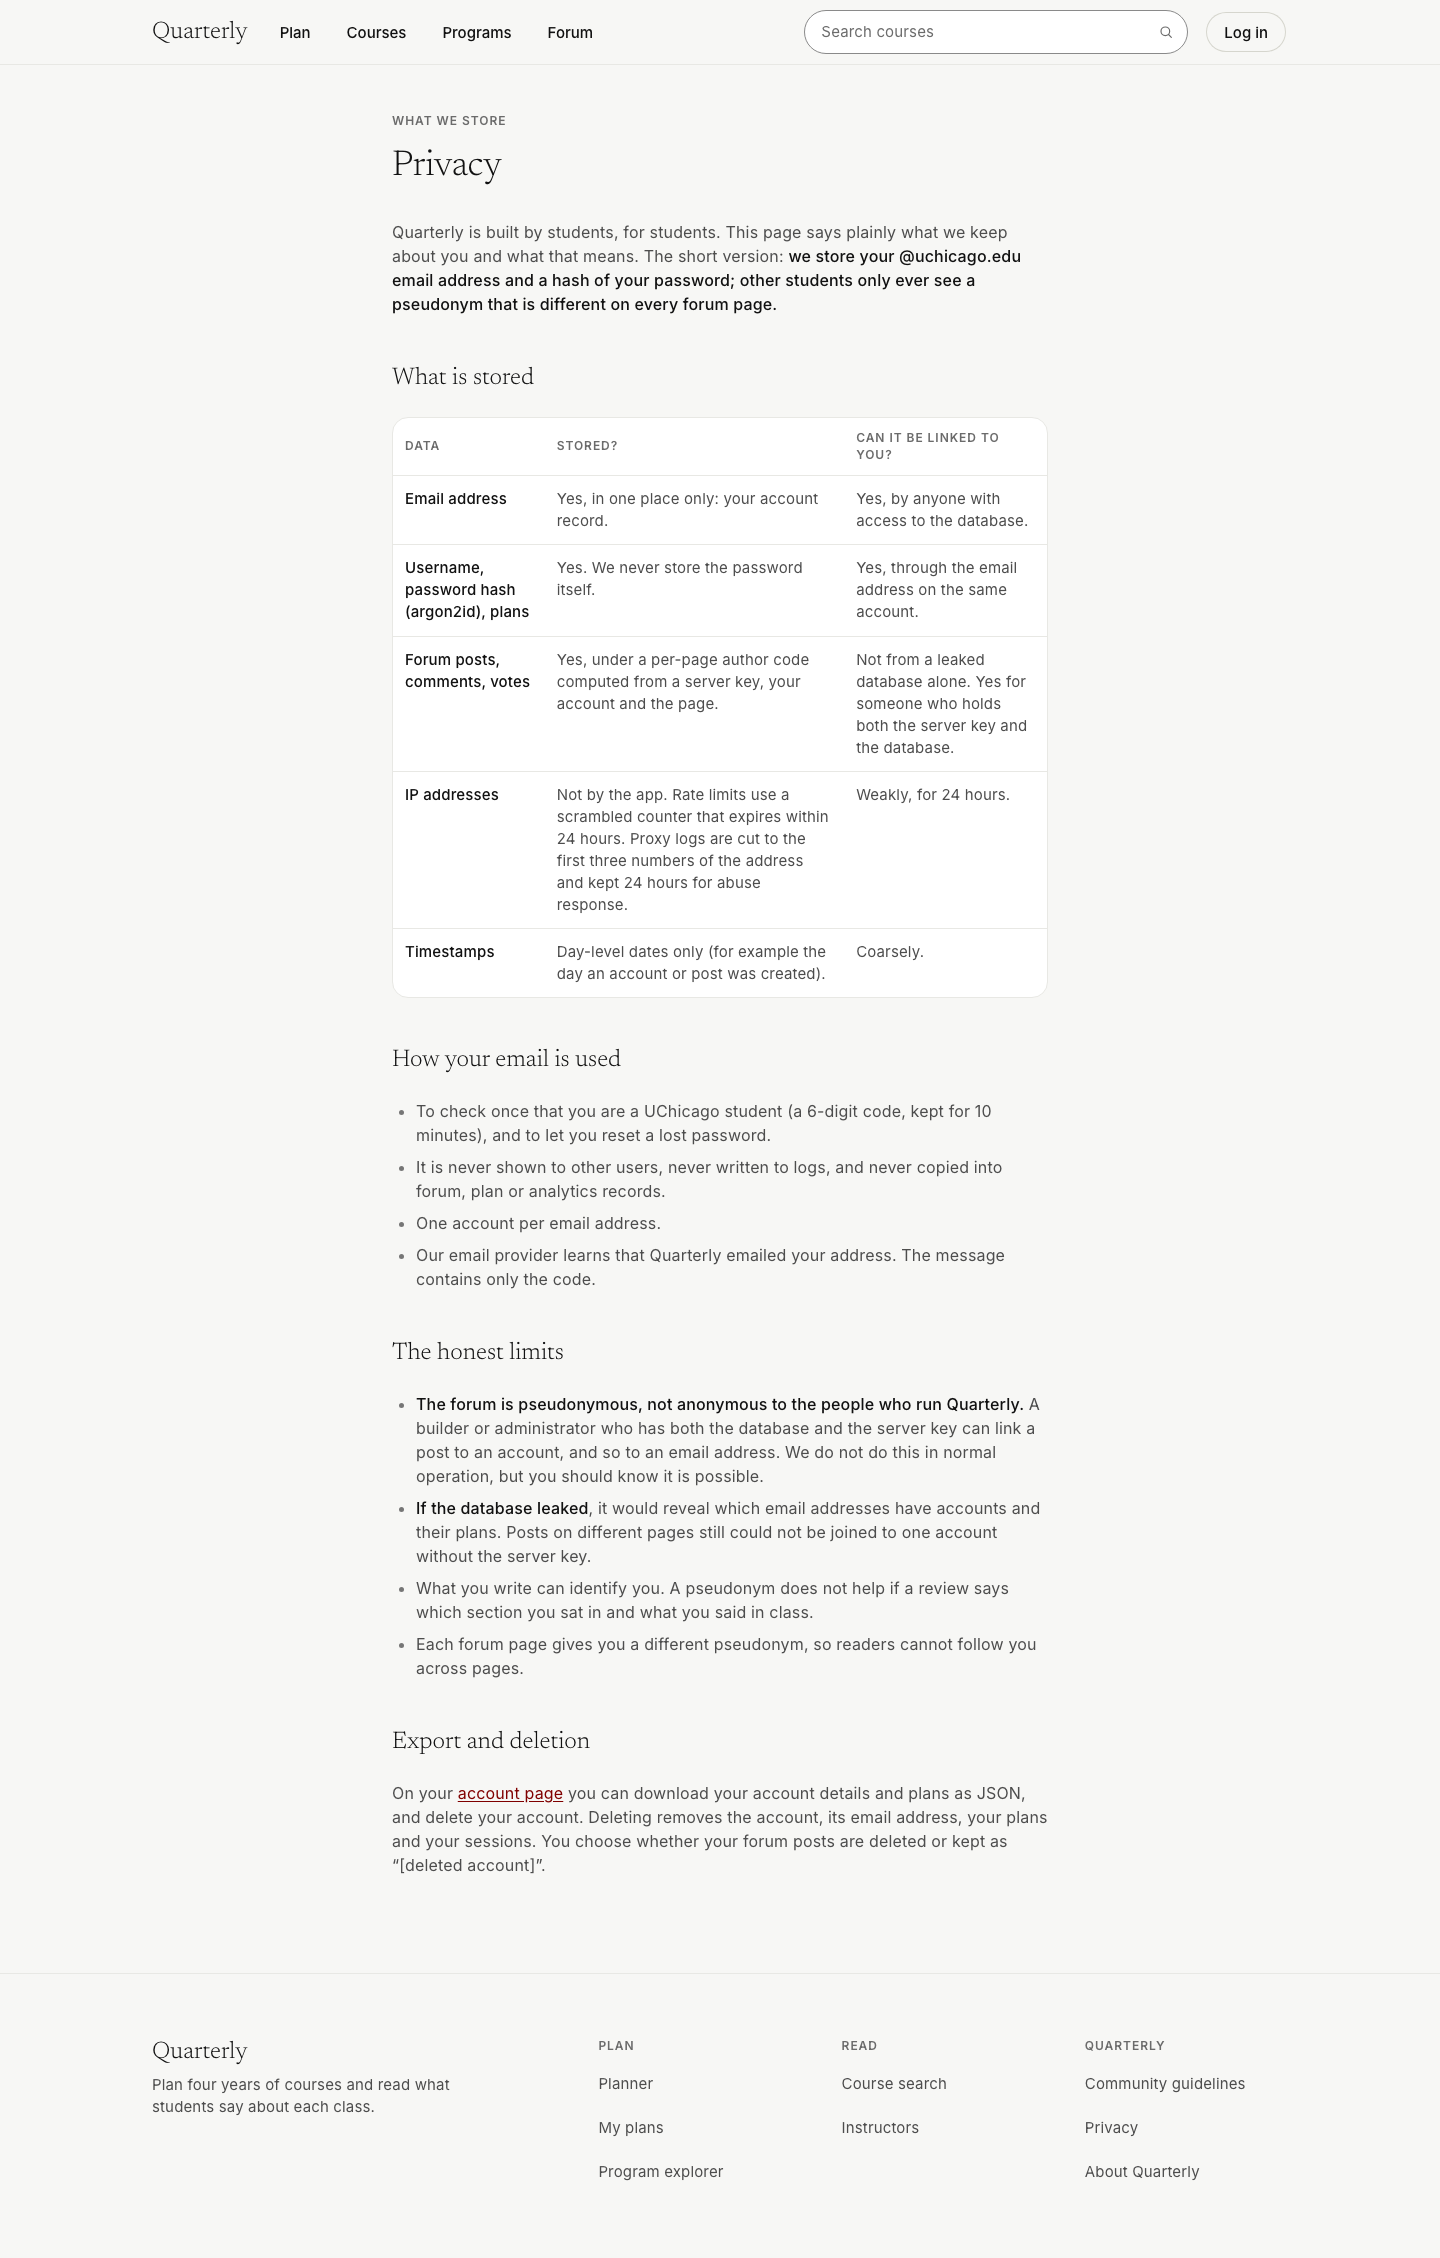 Quarterly
Plan
Courses
Programs
Forum
Search courses
Log in
WHAT WE STORE
Privacy
Quarterly is built by students, for students. This page says plainly what we keep
about you and what that means. The short version: we store your @uchicago.edu
email address and a hash of your password; other students only ever see a
pseudonym that is different on every forum page.
What is stored
DATA
STORED?
CAN IT BE LINKED TO
YOU?
Email address
Yes, in one place only: your account
record.
Yes, by anyone with
access to the database.
Username,
password hash
(argon2id), plans
Yes. We never store the password
itself.
Yes, through the email
address on the same
account.
Forum posts,
comments, votes
Yes, under a per-page author code
computed from a server key, your
account and the page.
Not from a leaked
database alone. Yes for
someone who holds
both the server key and
the database.
IP addresses
Not by the app. Rate limits use a
scrambled counter that expires within
24 hours. Proxy logs are cut to the
first three numbers of the address
and kept 24 hours for abuse
response.
Weakly, for 24 hours.
Timestamps
Day-level dates only (for example the
day an account or post was created).
Coarsely.
How your email is used
• To check once that you are a UChicago student (a 6-digit code, kept for 10
minutes), and to let you reset a lost password.
• It is never shown to other users, never written to logs, and never copied into
forum, plan or analytics records.
• One account per email address.
• Our email provider learns that Quarterly emailed your address. The message
contains only the code.
The honest limits
• The forum is pseudonymous, not anonymous to the people who run Quarterly. A
builder or administrator who has both the database and the server key can link a
post to an account, and so to an email address. We do not do this in normal
operation, but you should know it is possible.
• If the database leaked, it would reveal which email addresses have accounts and
their plans. Posts on different pages still could not be joined to one account
without the server key.
• What you write can identify you. A pseudonym does not help if a review says
which section you sat in and what you said in class.
• Each forum page gives you a different pseudonym, so readers cannot follow you
across pages.
Export and deletion
On your account page you can download your account details and plans as JSON,
and delete your account. Deleting removes the account, its email address, your plans
and your sessions. You choose whether your forum posts are deleted or kept as
“[deleted account]”.
Quarterly
Plan four years of courses and read what
students say about each class.
PLAN
Planner
My plans
Program explorer
READ
Course search
Instructors
QUARTERLY
Community guidelines
Privacy
About Quarterly